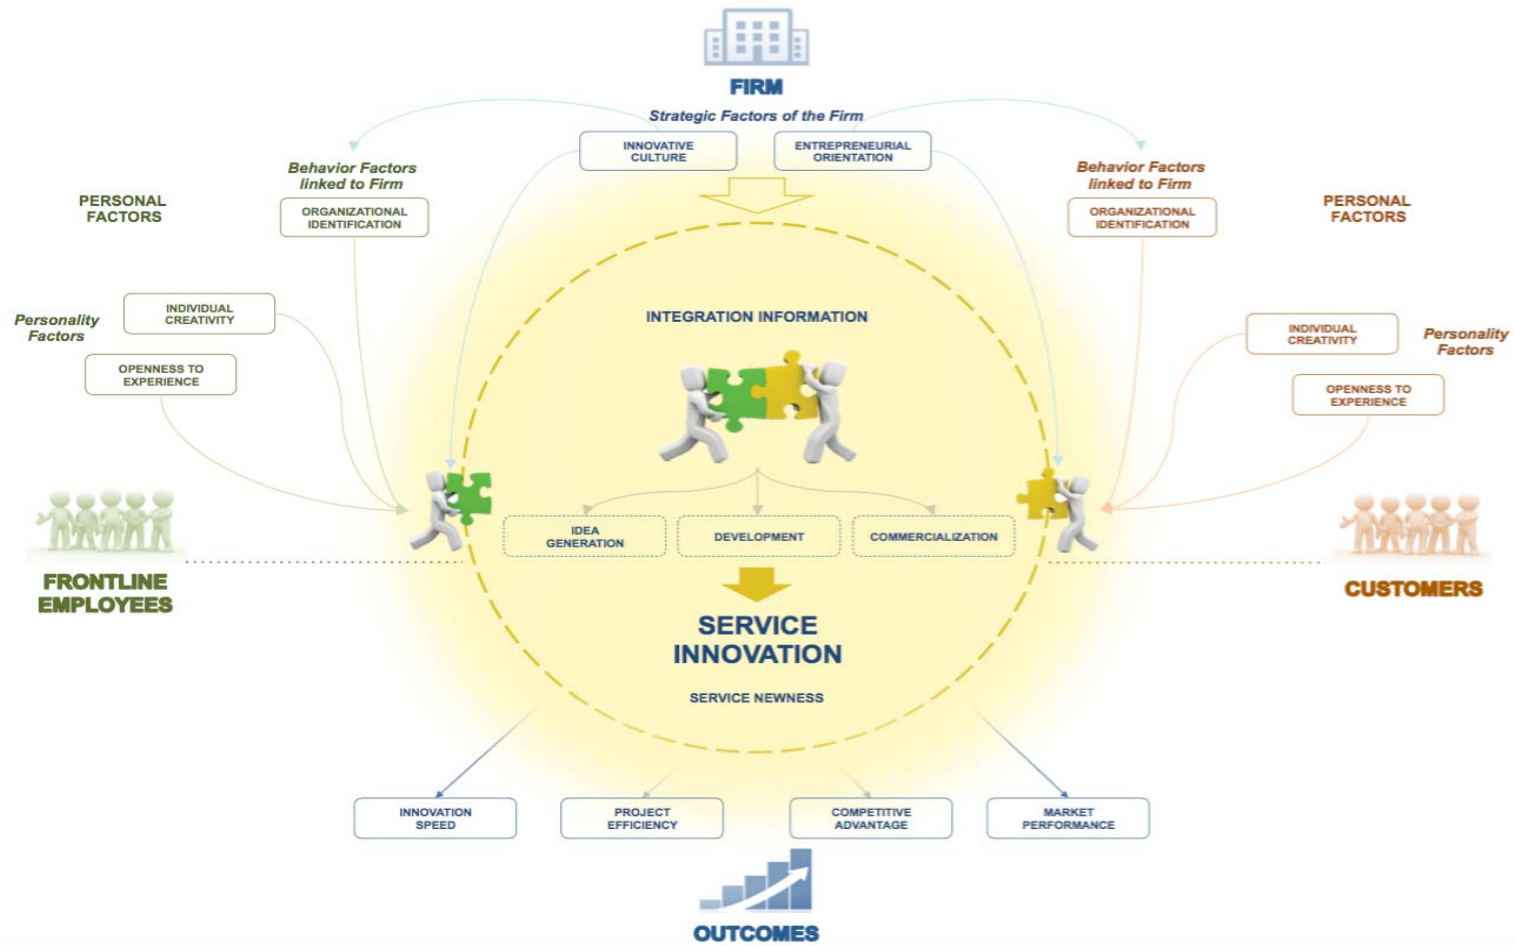 FIRM
Strategic Factors of the Firm
INNOVATIVE
CULTURE
ENTREPRENEURIAL
ORIENTATION
Behavior Factors
linked to Firm
ORGANIZATIONAL
IDENTIFICATION
Behavior Factors
linked to Firm
ORGANIZATIONAL
IDENTIFICATION
PERSONAL
FACTORS
PERSONAL
FACTORS
Personality
Factors
INDIVIDUAL
CREATIVITY
OPENNESS TO
EXPERIENCE
INTEGRATION INFORMATION
INDIVIDUAL
CREATIVITY
Personality
Factors
OPENNESS TO
EXPERIENCE
IDEA
GENERATION
DEVELOPMENT
COMMERCIALIZATION
FRONTLINE
EMPLOYEES
CUSTOMERS
SERVICE
INNOVATION
SERVICE NEWNESS
INNOVATION
SPEED
PROJECT
EFFICIENCY
COMPETITIVE
ADVANTAGE
MARKET
PERFORMANCE
OUTCOMES